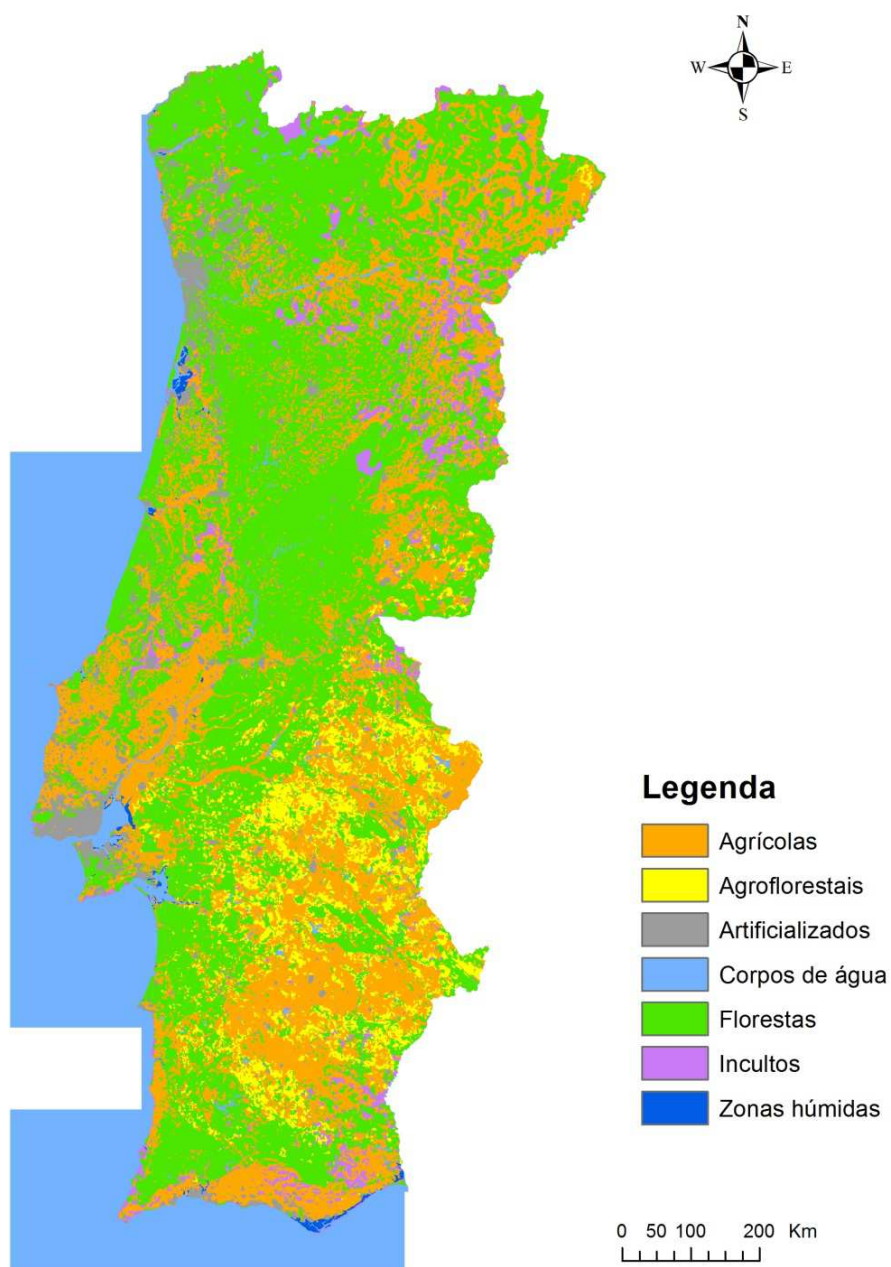 N
W E
S
Legenda
Agrícolas
Agroflorestais
Artificializados
Corpos de água
Florestas
Incultos
Zonas húmidas
0 50 100 200 Km